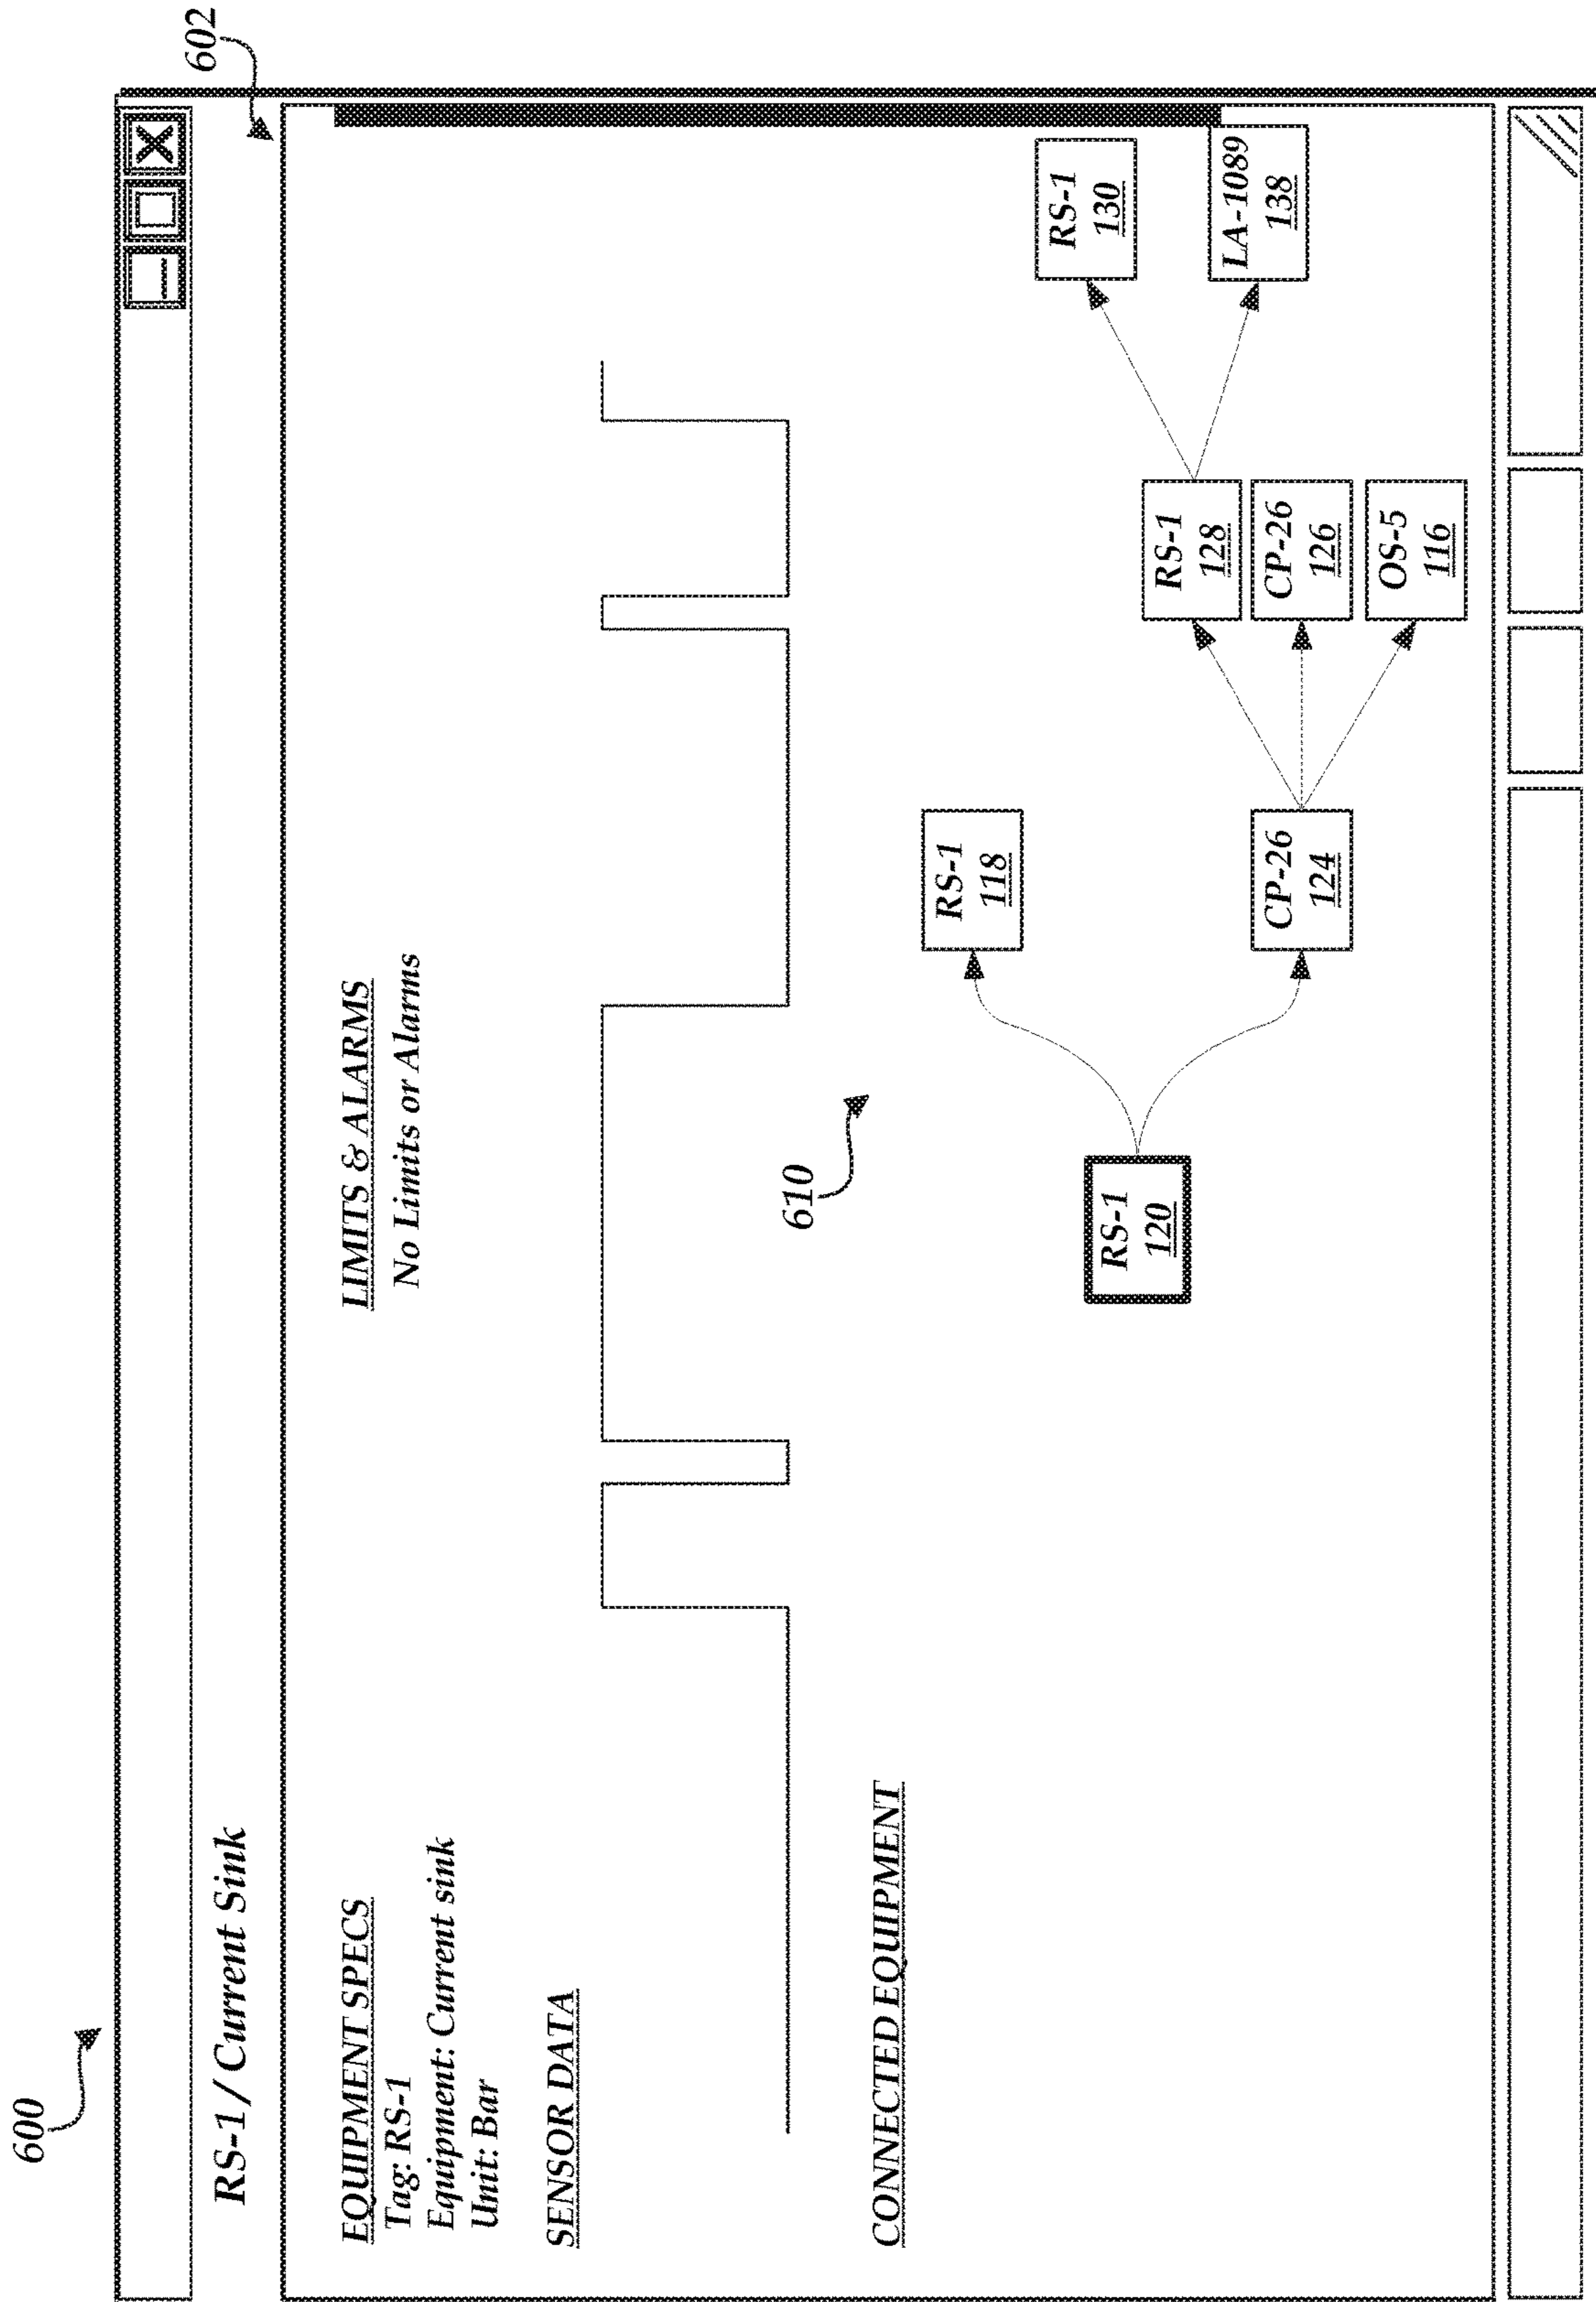 600
602
RS-1 / Current Sink
EQUIPMENT SPECS
Tag: RS-1
Equipment: Current sink
Unit: Bar
LIMITS & ALARMS
No Limits or Alarms
SENSOR DATA
610
CONNECTED EQUIPMENT
RS-1
120
RS-1
118
CP-26
124
RS-1
128
CP-26
126
OS-5
116
RS-1
130
LA-1089
138